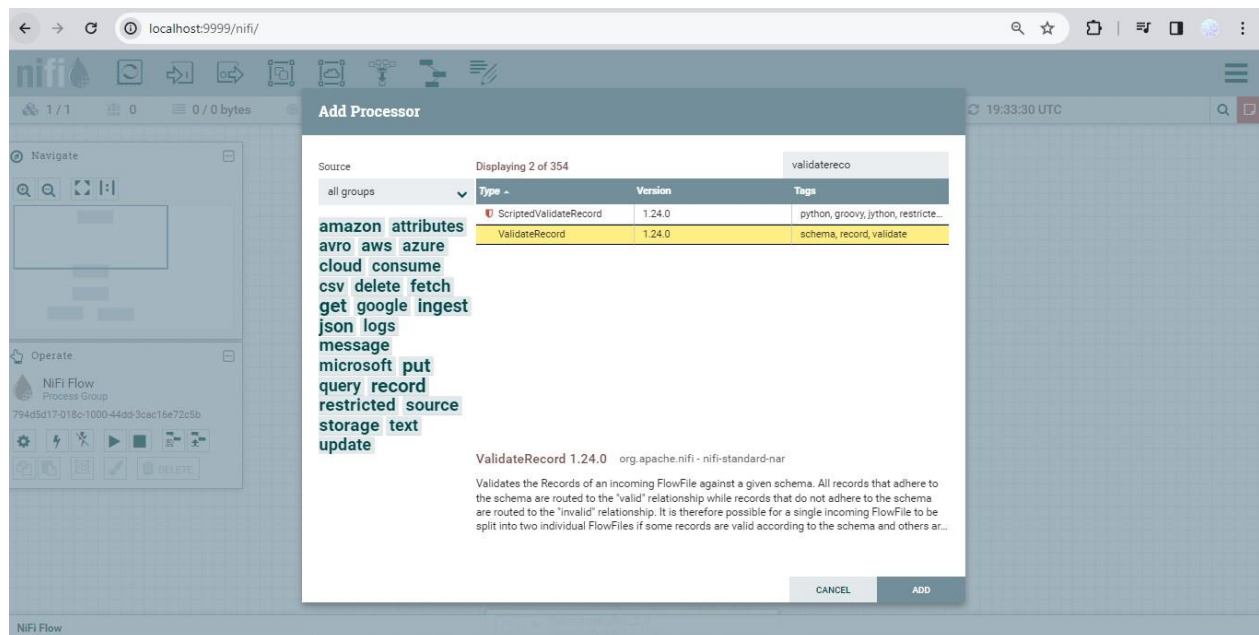 localhost:9999/nifi/
nifi
1 / 1 0 0 / 0 bytes 19:33:30 UTC
Add Processor
Navigate
Source
Displaying 2 of 354
validatereco
all groups
Type Version Tags
ScriptedValidateRecord 1.24.0 python, groovy, jython, restricte...
ValidateRecord 1.24.0 schema, record, validate
amazon attributes
avro aws azure
cloud consume
csv delete fetch
get google ingest
json logs
message
microsoft put
query record
restricted source
storage text
update
Operate
NiFi Flow
Process Group
794d5d17-018c-1000-44dd-3cac16e72c5b
DELETE
ValidateRecord 1.24.0 org.apache.nifi - nifi-standard-nar
Validates the Records of an incoming FlowFile against a given schema. All records that adhere to
the schema are routed to the "valid" relationship while records that do not adhere to the schema
are routed to the "invalid" relationship. It is therefore possible for a single incoming FlowFile to be
split into two individual FlowFiles if some records are valid according to the schema and others ar...
CANCEL ADD
NiFi Flow